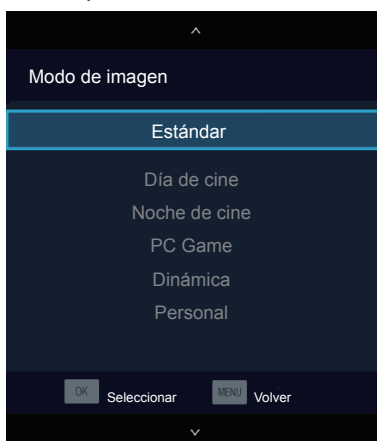 Modo de imagen
Estándar
Día de cine
Noche de cine
PC Game
Dinámica
Personal
OK Seleccionar MENU Volver